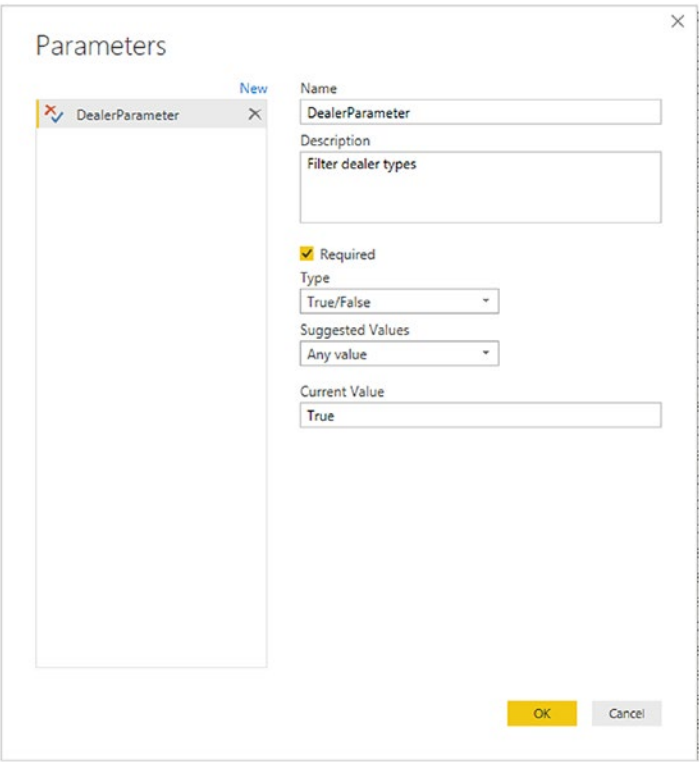 Parameters
New
DealerParameter
Name
DealerParameter
Description
Filter dealer types
Required
Type
True/False
Suggested Values
Any value
Current Value
True
OK
Cancel